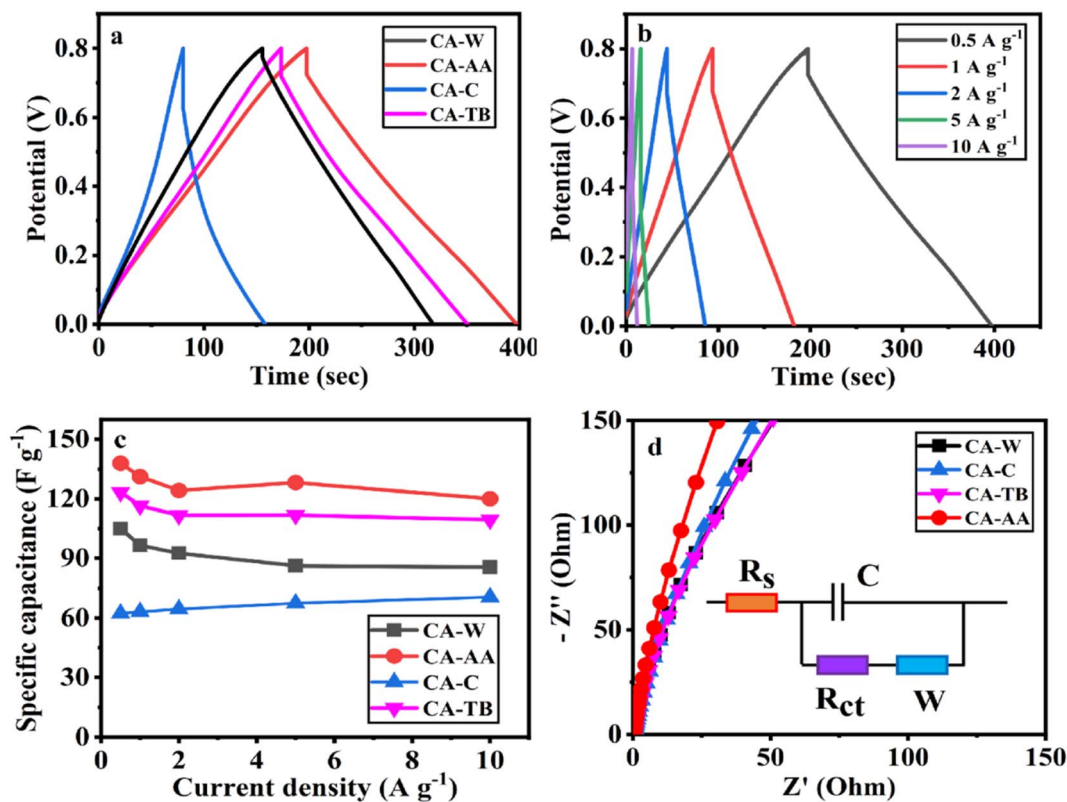 a
CA-W
CA-AA
CA-C
CA-TB
0.8
0.6
0.4
0.2
0.0
Potential (V)
0 100 200 300 400
Time (sec)
b
0.5 A g⁻¹
1 A g⁻¹
2 A g⁻¹
5 A g⁻¹
10 A g⁻¹
0.8
0.6
0.4
0.2
0.0
Potential (V)
0 100 200 300 400
Time (sec)
c
150
120
90
60
30
0
Specific capacitance (F g⁻¹)
CA-W
CA-AA
CA-C
CA-TB
0 2 4 6 8 10
Current density (A g⁻¹)
d
150
100
50
0
- Z'' (Ohm)
CA-W
CA-C
CA-TB
CA-AA
Rs
C
Rct
W
0 50 100 150
Z' (Ohm)